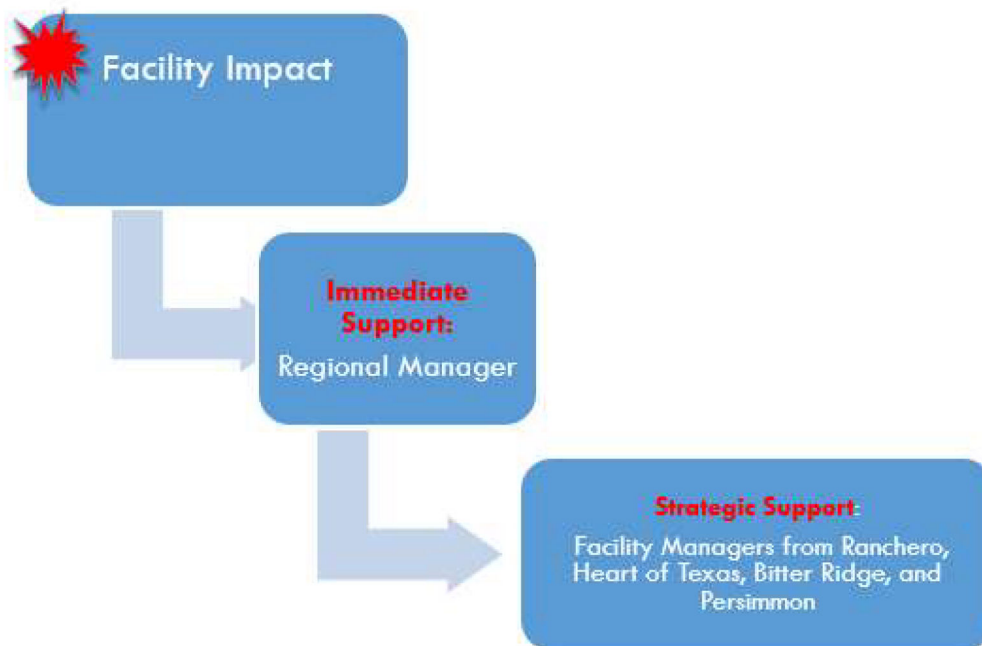 Facility Impact
Immediate
Support:
Regional Manager
Strategic Support:
Facility Managers from Ranchero,
Heart of Texas, Bitter Ridge, and
Persimmon